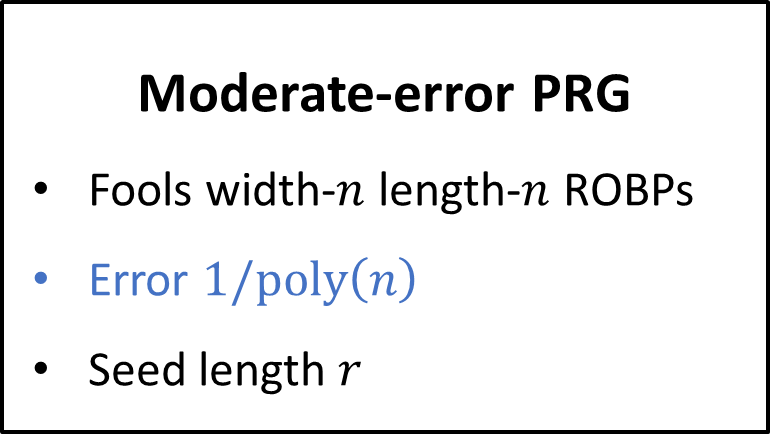 Moderate-error PRG
• Fools width-𝑛 length-𝑛 ROBPs
• Error 1/poly(𝑛)
• Seed length 𝑟